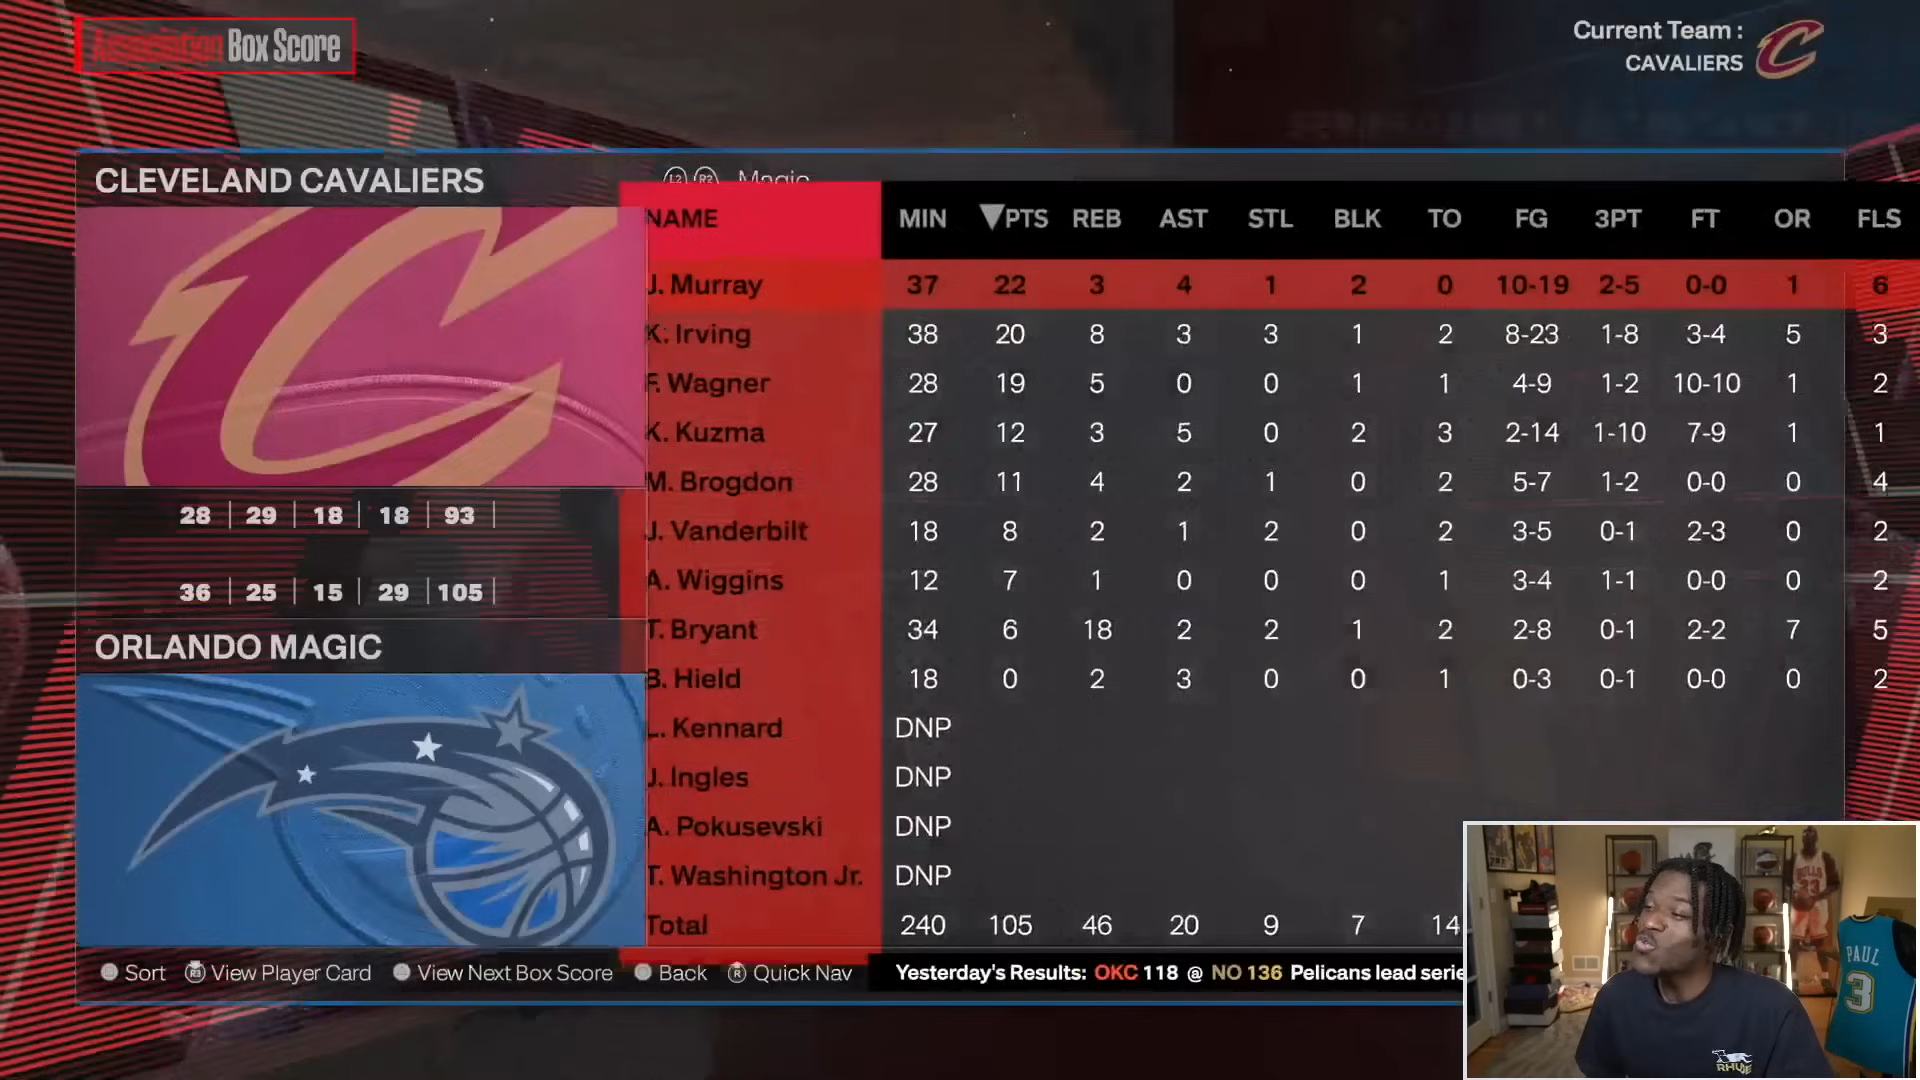 Association Box Score
Current Team :
CAVALIERS
CLEVELAND CAVALIERS
L2 R2 Magic
NAME MIN PTS REB AST STL BLK TO FG 3PT FT OR FLS
J. Murray 37 22 3 4 1 2 0 10-19 2-5 0-0 1 6
K. Irving 38 20 8 3 3 1 2 8-23 1-8 3-4 5 3
F. Wagner 28 19 5 0 0 1 1 4-9 1-2 10-10 1 2
K. Kuzma 27 12 3 5 0 2 3 2-14 1-10 7-9 1 1
M. Brogdon 28 11 4 2 1 0 2 5-7 1-2 0-0 0 4
J. Vanderbilt 18 8 2 1 2 0 2 3-5 0-1 2-3 0 2
A. Wiggins 12 7 1 0 0 0 1 3-4 1-1 0-0 0 2
T. Bryant 34 6 18 2 2 1 2 2-8 0-1 2-2 7 5
B. Hield 18 0 2 3 0 0 1 0-3 0-1 0-0 0 2
L. Kennard DNP
J. Ingles DNP
A. Pokusevski DNP
T. Washington Jr. DNP
Total 240 105 46 20 9 7 14
28 29 18 18 93
36 25 15 29 105
ORLANDO MAGIC
Sort R3 View Player Card View Next Box Score Back R Quick Nav
Yesterday's Results: OKC 118 @ NO 136 Pelicans lead serie
BULLS
23
PAUL
3
RHUDE